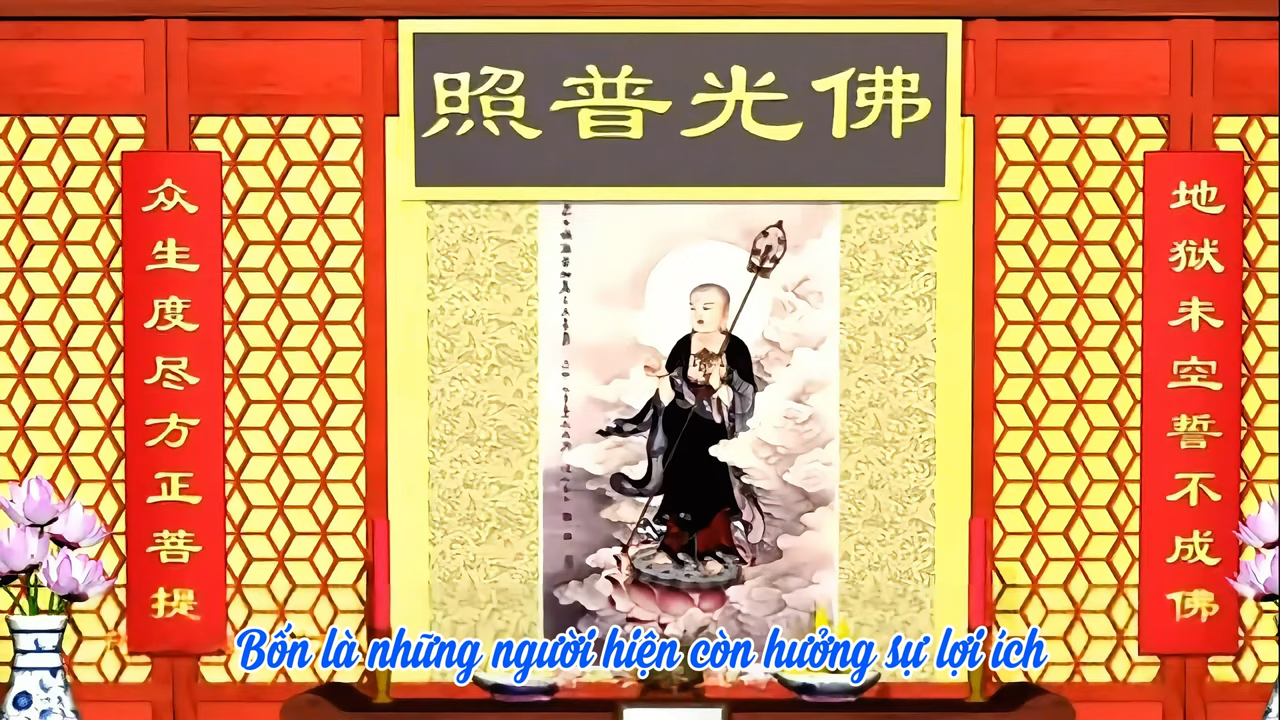 佛光普照
地狱未空誓不成佛
众生度尽方正菩提
Bốn là những người hiện còn hưởng sự lợi ích